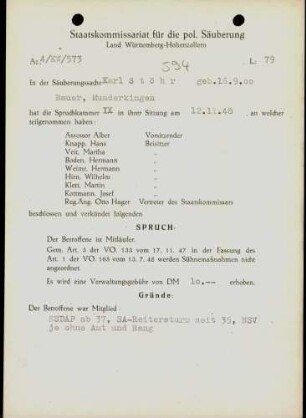 Staatskommissariat für die pol. Säuberung
Land Württemberg-Hohenzollern
Az. 4/KV/573 594 L: 79
In der Säuberungssache Karl Stöhr geb.16.9.00
Bauer, Munderkingen
hat die Spruchkammer IX in ihrer Sitzung am 12.11.48 , an welcher
teilgenommen haben:
Assessor Alber Vorsitzender
Knapp, Hans Beisitzer
Veit, Martha
Boden, Hermann
Weime, Hermann
Hirn, Wilhelm
Klett, Martin
Kottmann, Josef
Reg.Ang. Otto Hager Vertreter des Staatskommissars
beschlossen und verkündet folgenden
SPRUCH:
Der Betroffene ist Mitläufer.
Gem. Art. 2 der VO. 133 vom 17. 11. 47 in der Fassung des
Art. 1 der VO. 165 vom 13. 7. 48 werden Sühnemaßnahmen nicht
angeordnet.
Es wird eine Verwaltungsgebühr von DM 10.-- erhoben.
Gründe:
Der Betroffene war Mitglied
NSDAP ab 37, SA-Reitersturm seit 35, NSV
je ohne Amt und Rang